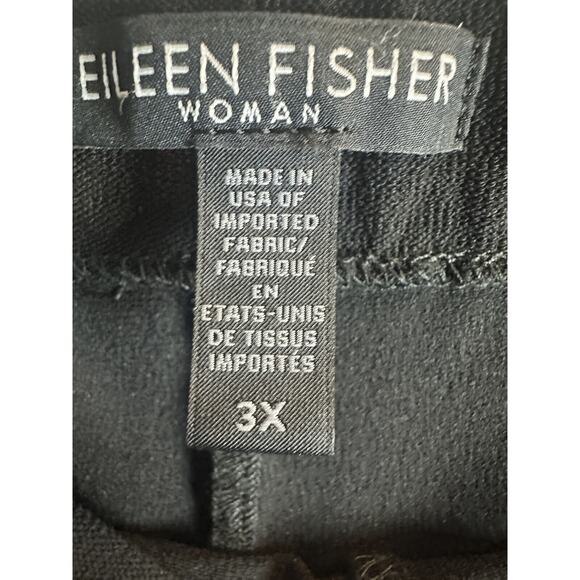 EILEEN FISHER
WOMAN
MADE IN
USA OF
IMPORTED
FABRIC/
FABRIQUÉ
EN
ETATS-UNIS
DE TISSUS
IMPORTÉS
3X